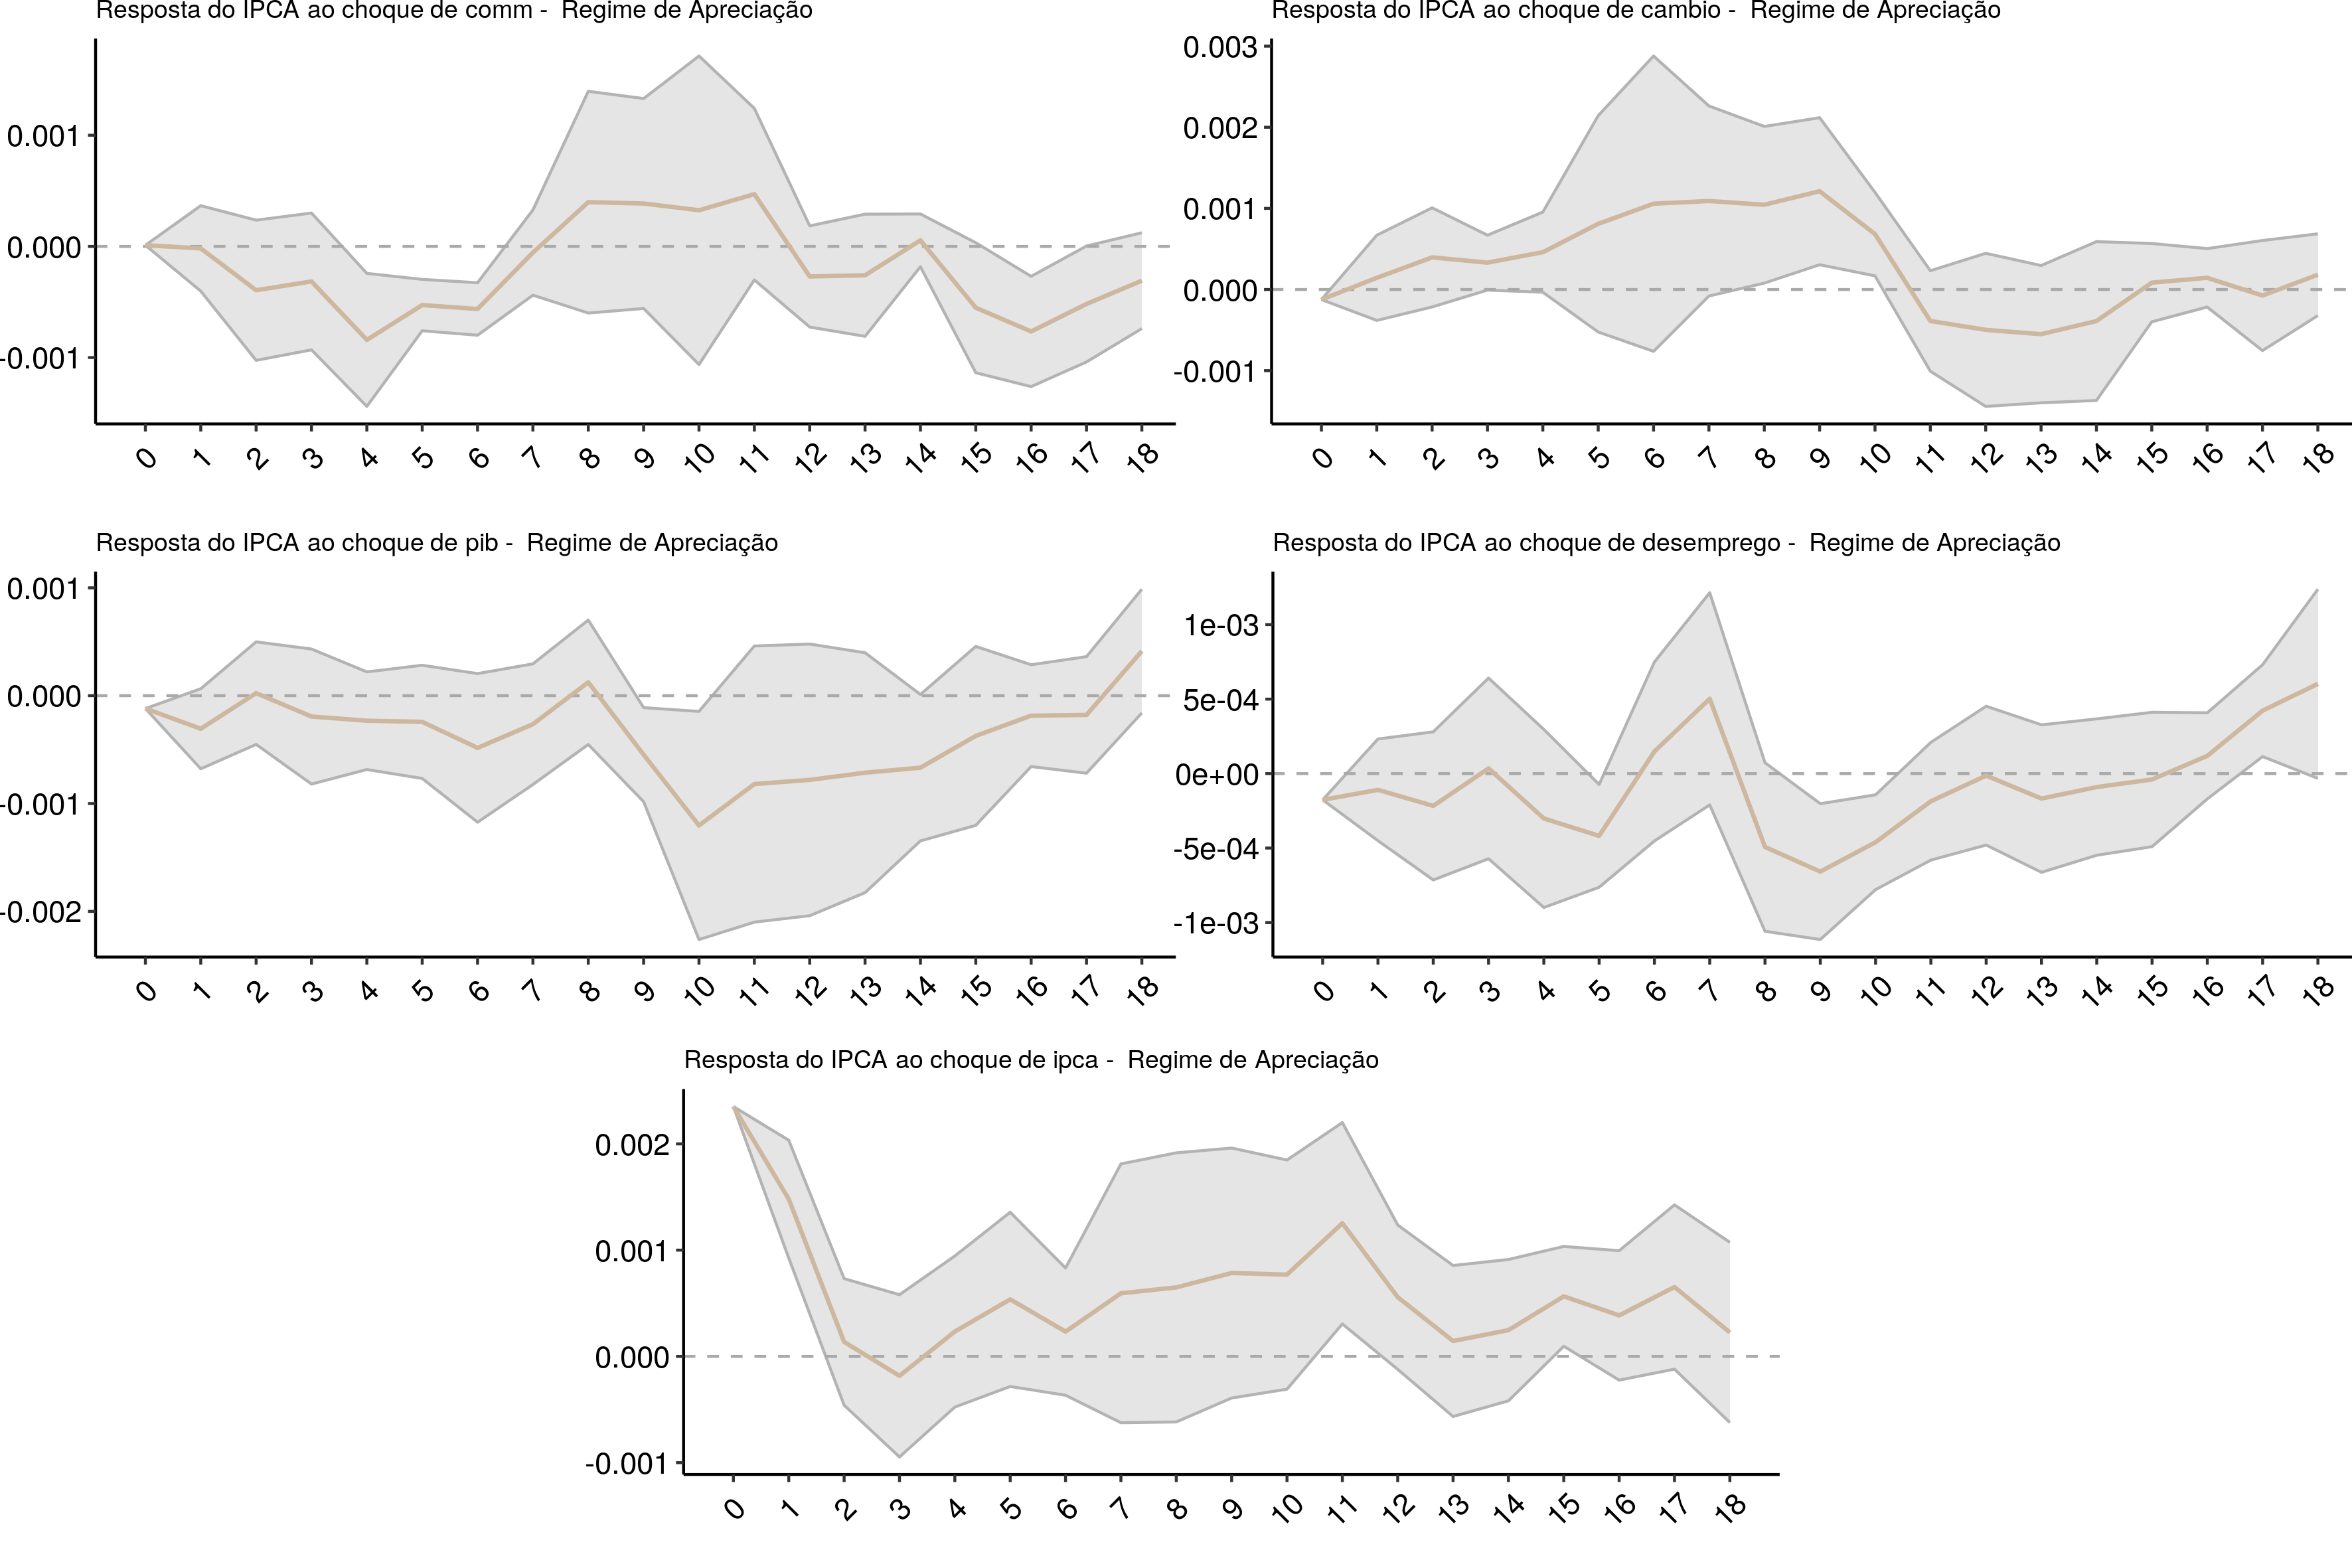 Resposta do IPCA ao choque de comm -  Regime de Apreciação
0.001
0.000
-0.001
0 1 2 3 4 5 6 7 8 9 10 11 12 13 14 15 16 17 18
Resposta do IPCA ao choque de cambio -  Regime de Apreciação
0.003
0.002
0.001
0.000
-0.001
0 1 2 3 4 5 6 7 8 9 10 11 12 13 14 15 16 17 18
Resposta do IPCA ao choque de pib -  Regime de Apreciação
0.001
0.000
-0.001
-0.002
0 1 2 3 4 5 6 7 8 9 10 11 12 13 14 15 16 17 18
Resposta do IPCA ao choque de desemprego -  Regime de Apreciação
1e-03
5e-04
0e+00
-5e-04
-1e-03
0 1 2 3 4 5 6 7 8 9 10 11 12 13 14 15 16 17 18
Resposta do IPCA ao choque de ipca -  Regime de Apreciação
0.002
0.001
0.000
-0.001
0 1 2 3 4 5 6 7 8 9 10 11 12 13 14 15 16 17 18